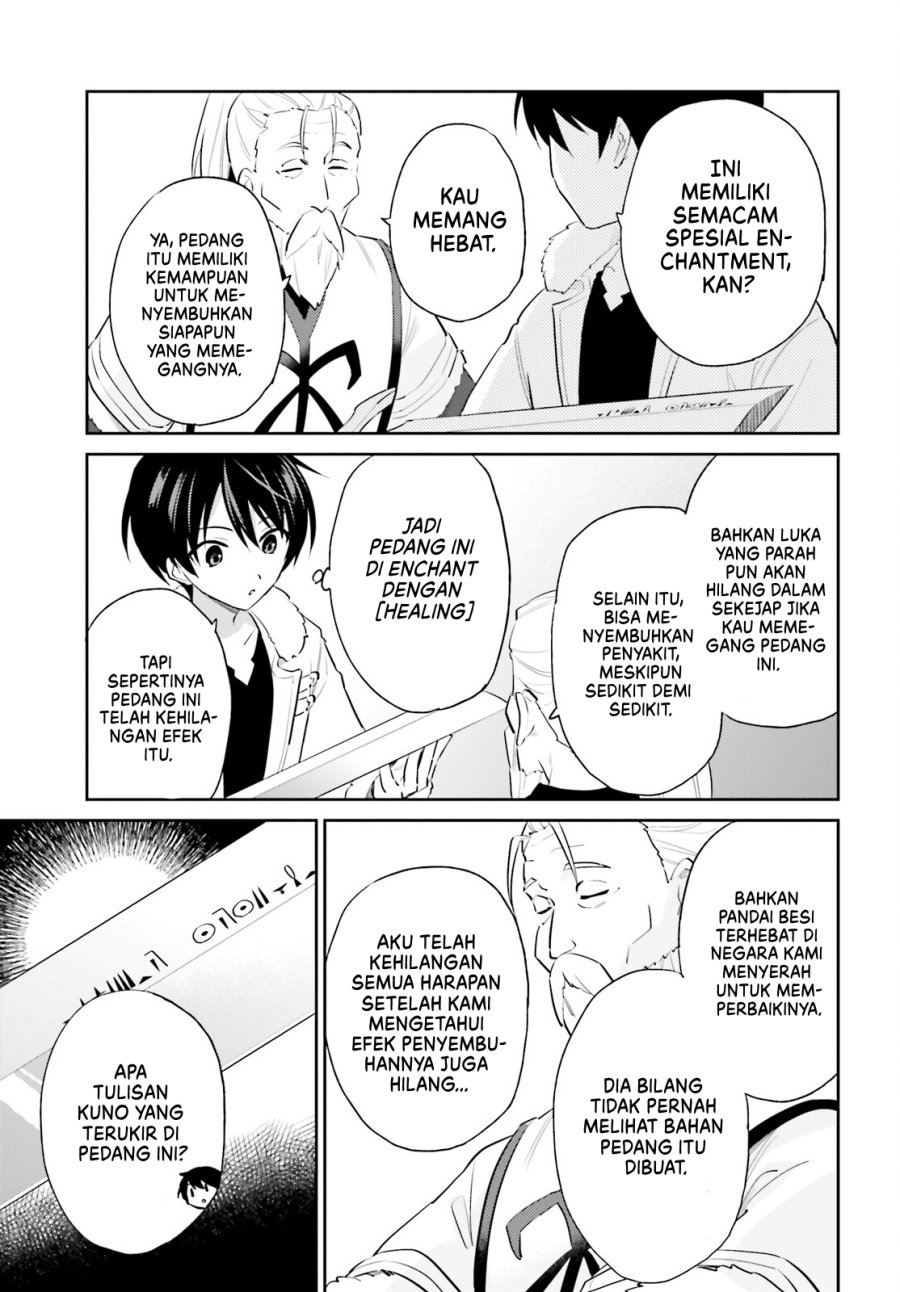 INI
MEMILIKI
SEMACAM
SPESIAL EN-
CHANTMENT,
KAN?
KAU
MEMANG
HEBAT.
YA, PEDANG
ITU MEMILIKI
KEMAMPUAN
UNTUK ME-
NYEMBUHKAN
SIAPAPUN
YANG MEME-
GANGNYA.
BAHKAN LUKA
YANG PARAH
PUN AKAN
HILANG DALAM
SEKEJAP JIKA
KAU MEME-
GANG PEDANG
INI.
SELAIN ITU,
BISA ME-
NYEMBUHKAN
PENYAKIT,
MESKIPUN
SEDIKIT DEMI
SEDIKIT.
JADI
PEDANG INI
DI ENCHANT
DENGAN
[HEALING]
TAPI
SEPERTINYA
PEDANG INI
TELAH KEHILA-
NGAN EFEK
ITU.
BAHKAN
PANDAI BESI
TERHEBAT DI
NEGARA KAMI
MENYERAH
UNTUK MEM-
PERBAIKINYA.
DIA BILANG
TIDAK PERNAH
MELIHAT BAHAN
PEDANG ITU
DIBUAT.
AKU TELAH
KEHILANGAN
SEMUA HARAPAN
SETELAH KAMI
MENGETAHUI
EFEK PENYEMBU-
HANNYA JUGA
HILANG...
APA
TULISAN
KUNO YANG
TERUKIR DI
PEDANG INI?